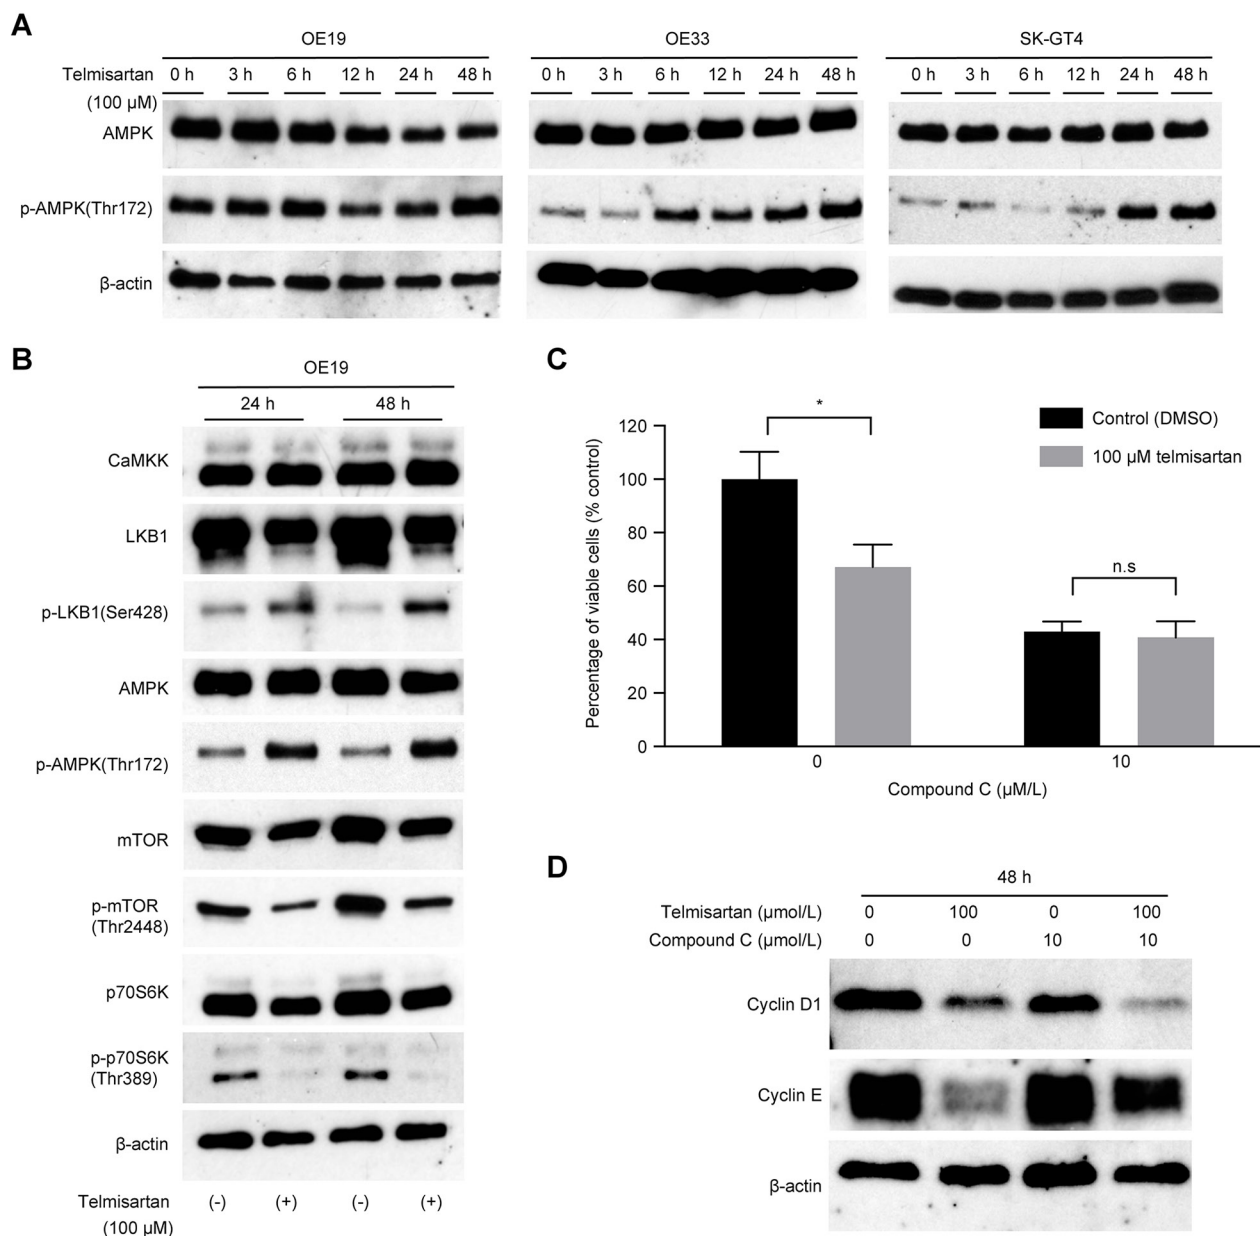 A
OE19 OE33 SK-GT4
Telmisartan 0 h 3 h 6 h 12 h 24 h 48 h 0 h 3 h 6 h 12 h 24 h 48 h 0 h 3 h 6 h 12 h 24 h 48 h
(100 µM)
AMPK
p-AMPK(Thr172)
β-actin
B
OE19
24 h 48 h
CaMKK
LKB1
p-LKB1(Ser428)
AMPK
p-AMPK(Thr172)
mTOR
p-mTOR
(Thr2448)
p70S6K
p-p70S6K
(Thr389)
β-actin
Telmisartan (-) (+) (-) (+)
(100 µM)
C
Percentage of viable cells (% control)
120
100
80
60
40
20
0
*
n.s
Control (DMSO)
100 µM telmisartan
0 10
Compound C (µM/L)
D
48 h
Telmisartan (µmol/L) 0 100 0 100
Compound C (µmol/L) 0 0 10 10
Cyclin D1
Cyclin E
β-actin